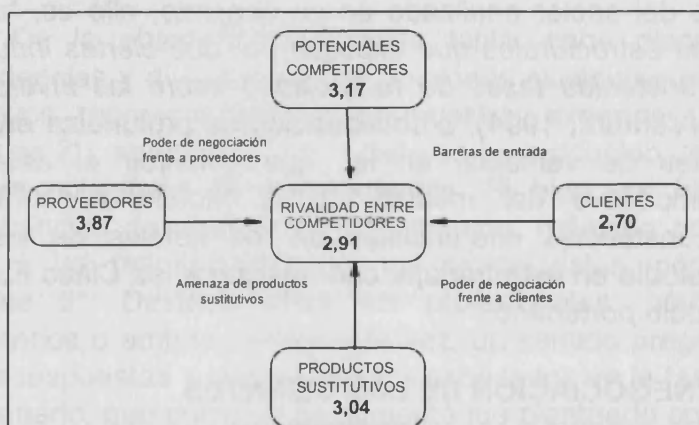 POTENCIALES
COMPETIDORES
3,17
Poder de negociación
frente a proveedores
Barreras de entrada
PROVEEDORES
3,87
RIVALIDAD ENTRE
COMPETIDORES
2,91
CLIENTES
2,70
Amenaza de productos
sustitutivos
Poder de negociación
frente a clientes
PRODUCTOS
SUSTITUTIVOS
3,04